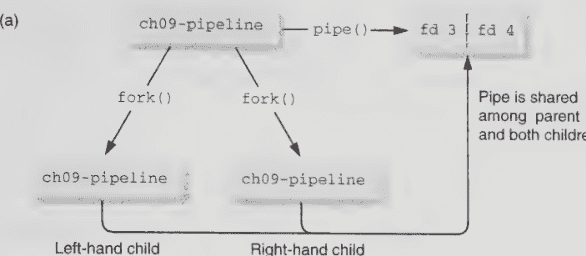 (a)
ch09-pipeline
pipe()
fd 3 fd 4
fork()
fork()
Pipe is shared
among parent
and both childre
ch09-pipeline
ch09-pipeline
Left-hand child
Right-hand child